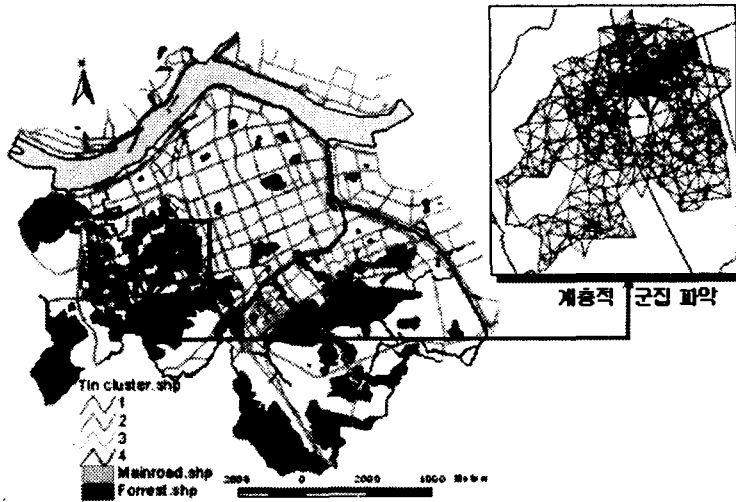 계층적 군집 파악
Tin cluster.shp
1
2
3
4
Mainroad.shp
Forrest.shp
2000 0 2000 4000 Meters